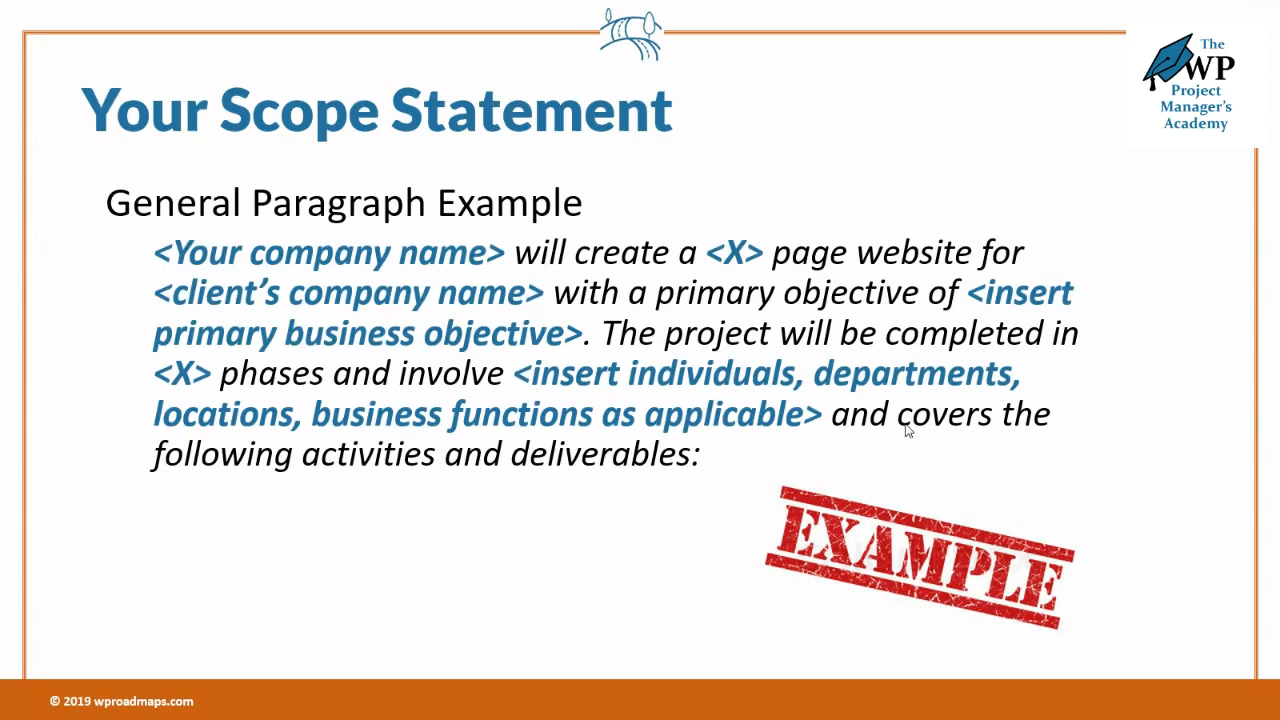 The
WP
Project
Manager's
Academy
Your Scope Statement
General Paragraph Example
<Your company name> will create a <X> page website for
<client’s company name> with a primary objective of <insert
primary business objective>. The project will be completed in
<X> phases and involve <insert individuals, departments,
locations, business functions as applicable> and covers the
following activities and deliverables:
EXAMPLE
© 2019 wproadmaps.com